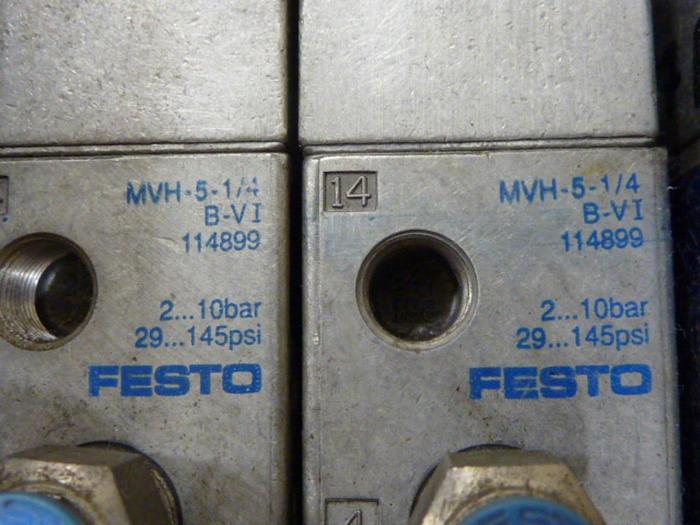 MVH-5-1/4
B-VI
114899
2...10bar
29...145psi
FESTO
14
MVH-5-1/4
B-VI
114899
2...10bar
29...145psi
FESTO
4